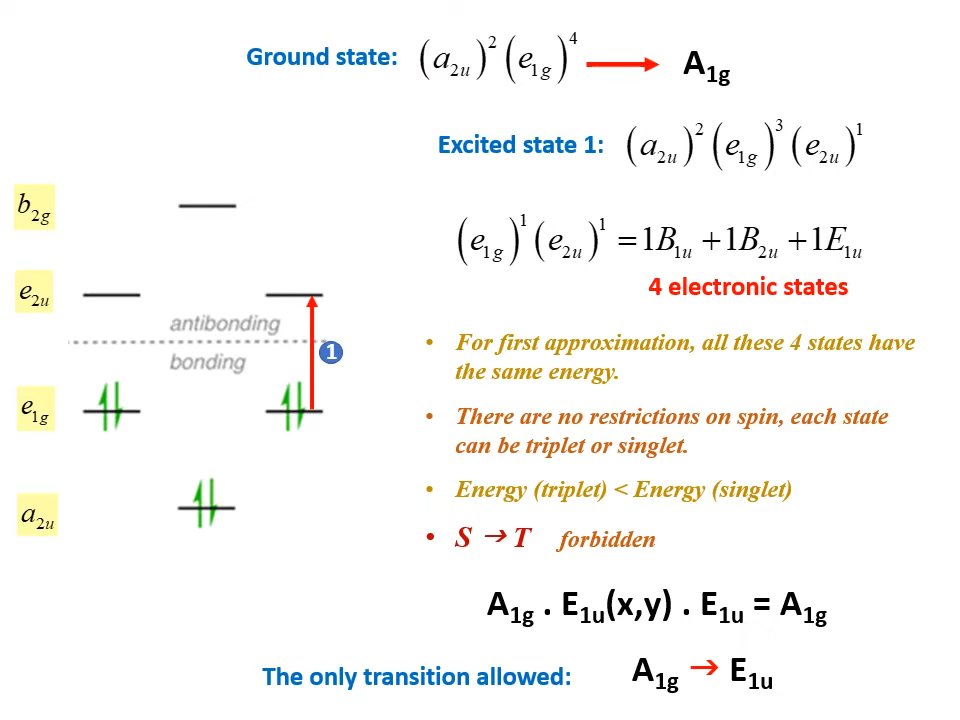 Ground state: (a₂ᵤ)² (e₁g)⁴ → A₁g
Excited state 1: (a₂ᵤ)² (e₁g)³ (e₂ᵤ)¹
b₂g
(e₁g)¹ (e₂ᵤ)¹ = 1B₁ᵤ + 1B₂ᵤ + 1E₁ᵤ
4 electronic states
e₂ᵤ
antibonding
1
bonding
e₁g
a₂ᵤ
• For first approximation, all these 4 states have
the same energy.
• There are no restrictions on spin, each state
can be triplet or singlet.
• Energy (triplet) < Energy (singlet)
• S → T forbidden
A₁g . E₁ᵤ(x,y) . E₁ᵤ = A₁g
The only transition allowed: A₁g → E₁ᵤ